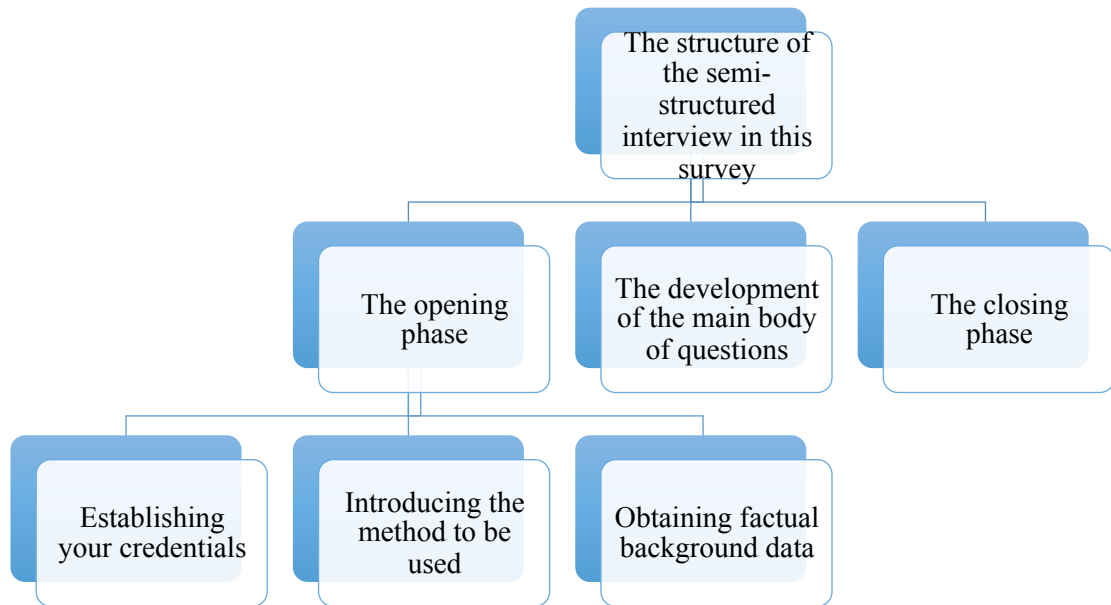 The structure of
the semi-
structured
interview in this
survey
The opening
phase
The development
of the main body
of questions
The closing
phase
Establishing
your credentials
Introducing the
method to be
used
Obtaining factual
background data